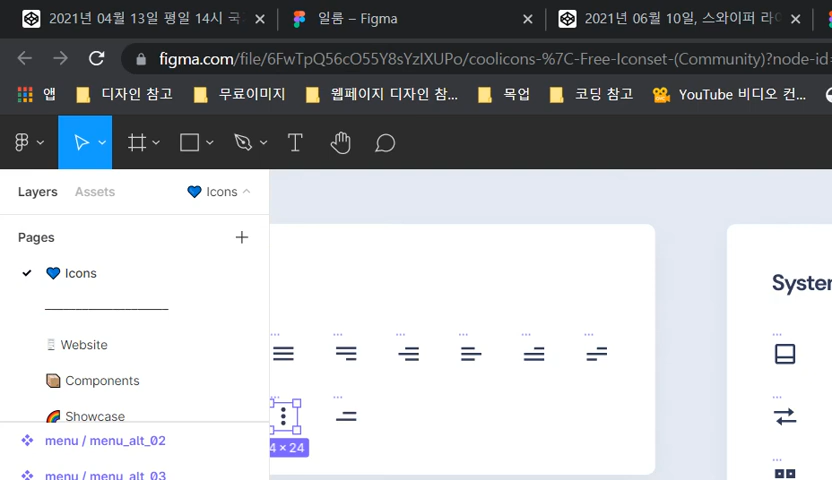 2021년 04월 13일 평일 14시 국
일룸 – Figma
2021년 06월 10일, 스와이퍼 라이
figma.com/file/6FwTpQ56cO55Y8sYzIXUPo/coolicons-%7C-Free-Iconset-(Community)?node-id=
앱 디자인 참고 무료이미지 웹페이지 디자인 참... 목업 코딩 참고 YouTube 비디오 컨...
Layers Assets Icons
Pages
Icons
Website
Components
Showcase
menu / menu_alt_02
menu / menu_alt_03
4 × 24
System